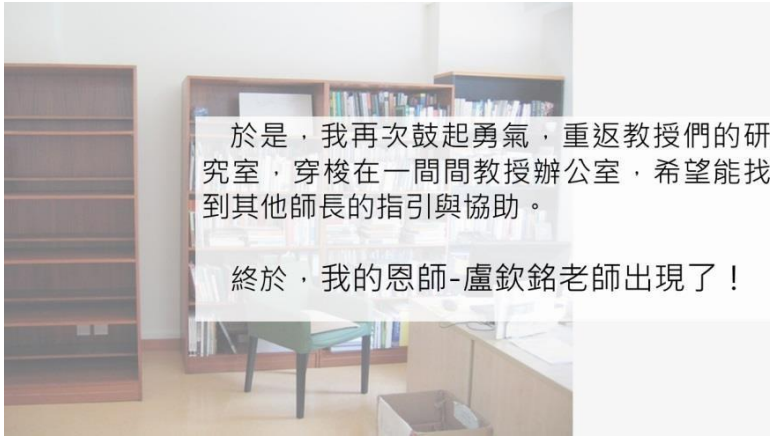 於是，我再次鼓起勇氣，重返教授們的研
究室，穿梭在一間間教授辦公室，希望能找
到其他師長的指引與協助。
終於，我的恩師-盧欽銘老師出現了！